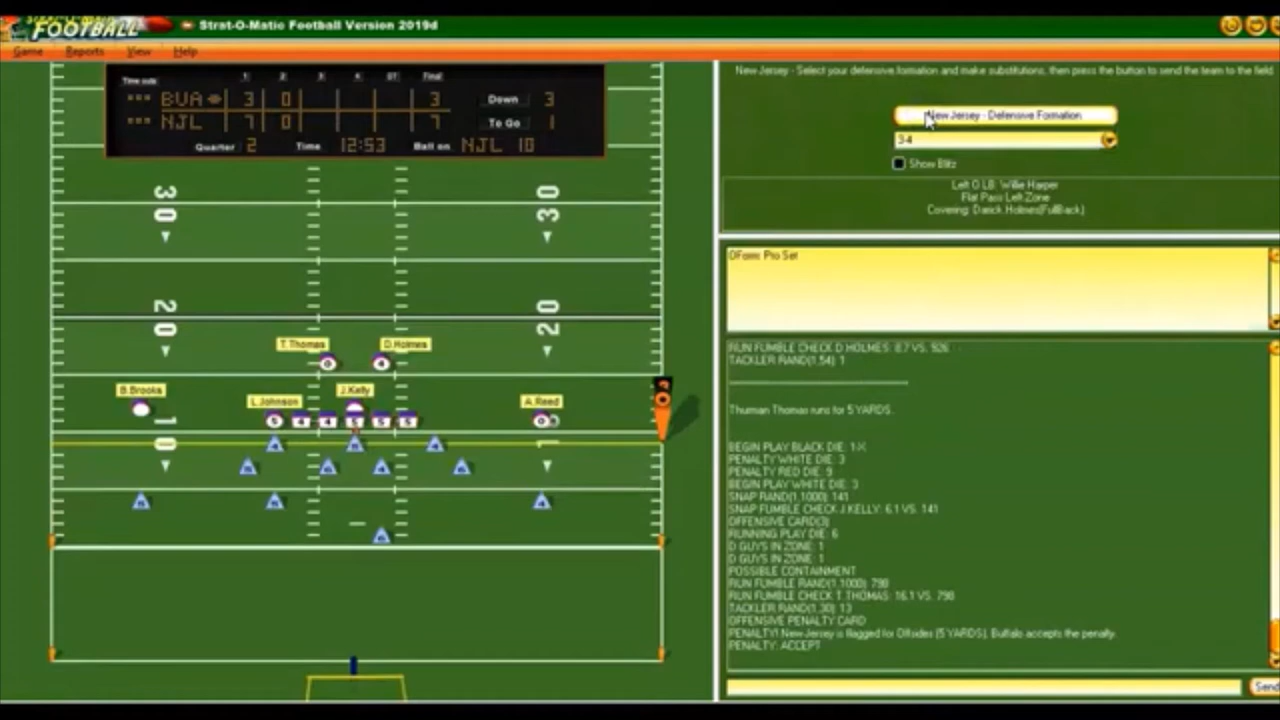 FOOTBALL
Strat-O-Matic Football Version 2019d
Game Reports View Help
Time outs 1 2 3 4 OT Final
*** BUA 3 0 3 Down 3
*** NJL 7 0 7 To Go 1
Quarter 2 Time 12:53 Ball on NJL 10
30 30
20 20
T.Thomas D.Holmes
B.Brooks L.Johnson J.Kelly A.Reed
1 0
New Jersey - Select your defensive formation and make substitutions, then press the button to send the team to the field.
New Jersey - Defensive Formation
3-4
Show Blitz
Left O LB: Willie Harper
Flat Pass Left Zone
Covering: Darick Holmes(FullBack)
OForm: Pro Set
RUN FUMBLE CHECK D.HOLMES: 8.7 VS. 926
TACKLER RAND(1,54): 1
Thurman Thomas runs for 5 YARDS.
BEGIN PLAY BLACK DIE: 1-X
PENALTY WHITE DIE: 3
PENALTY RED DIE: 9
BEGIN PLAY WHITE DIE: 3
SNAP RAND(1,1000): 141
SNAP FUMBLE CHECK J.KELLY: 6.1 VS. 141
OFFENSIVE CARD(3)
RUNNING PLAY DIE: 6
D GUYS IN ZONE: 1
D GUYS IN ZONE: 1
POSSIBLE CONTAINMENT
RUN FUMBLE RAND(1,1000): 798
RUN FUMBLE CHECK T.THOMAS: 16.1 VS. 798
TACKLER RAND(1,30): 13
OFFENSIVE PENALTY CARD
PENALTY! New Jersey is flagged for Offsides (5 YARDS). Buffalo accepts the penalty.
PENALTY: ACCEPT
Send